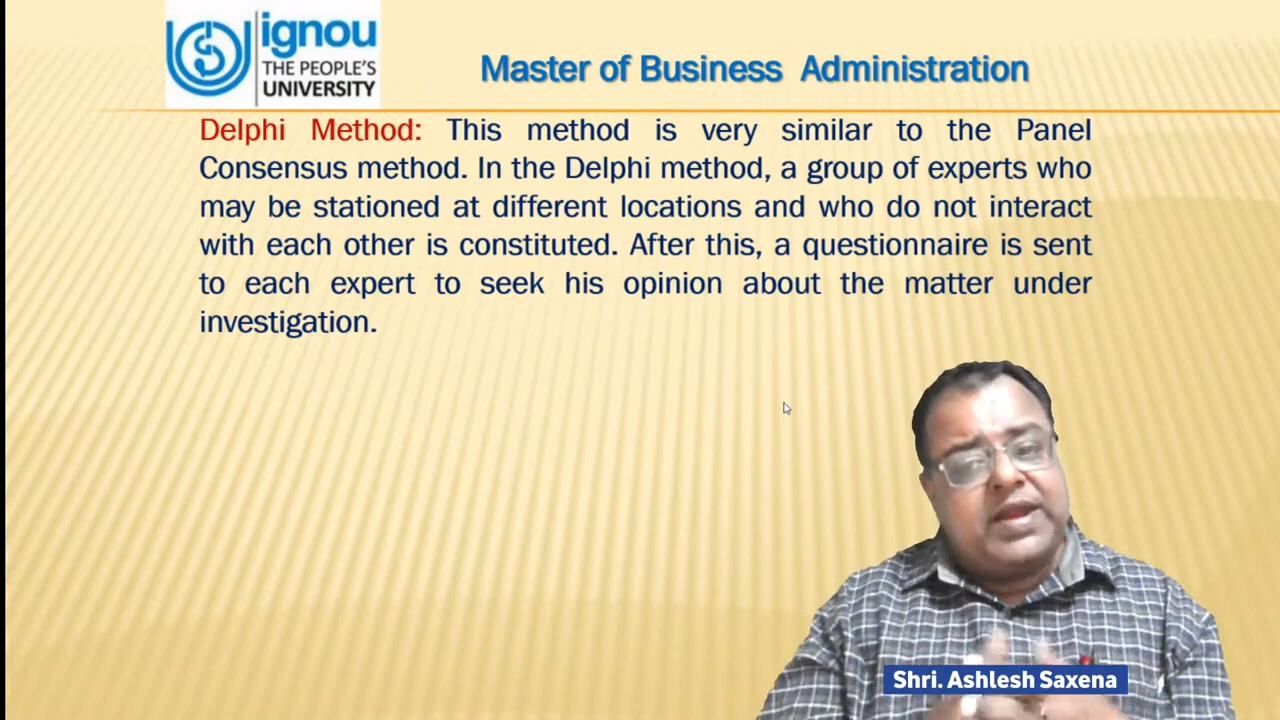 ignou
THE PEOPLE'S
UNIVERSITY
Master of Business Administration
Delphi Method: This method is very similar to the Panel
Consensus method. In the Delphi method, a group of experts who
may be stationed at different locations and who do not interact
with each other is constituted. After this, a questionnaire is sent
to each expert to seek his opinion about the matter under
investigation.
Shri. Ashlesh Saxena